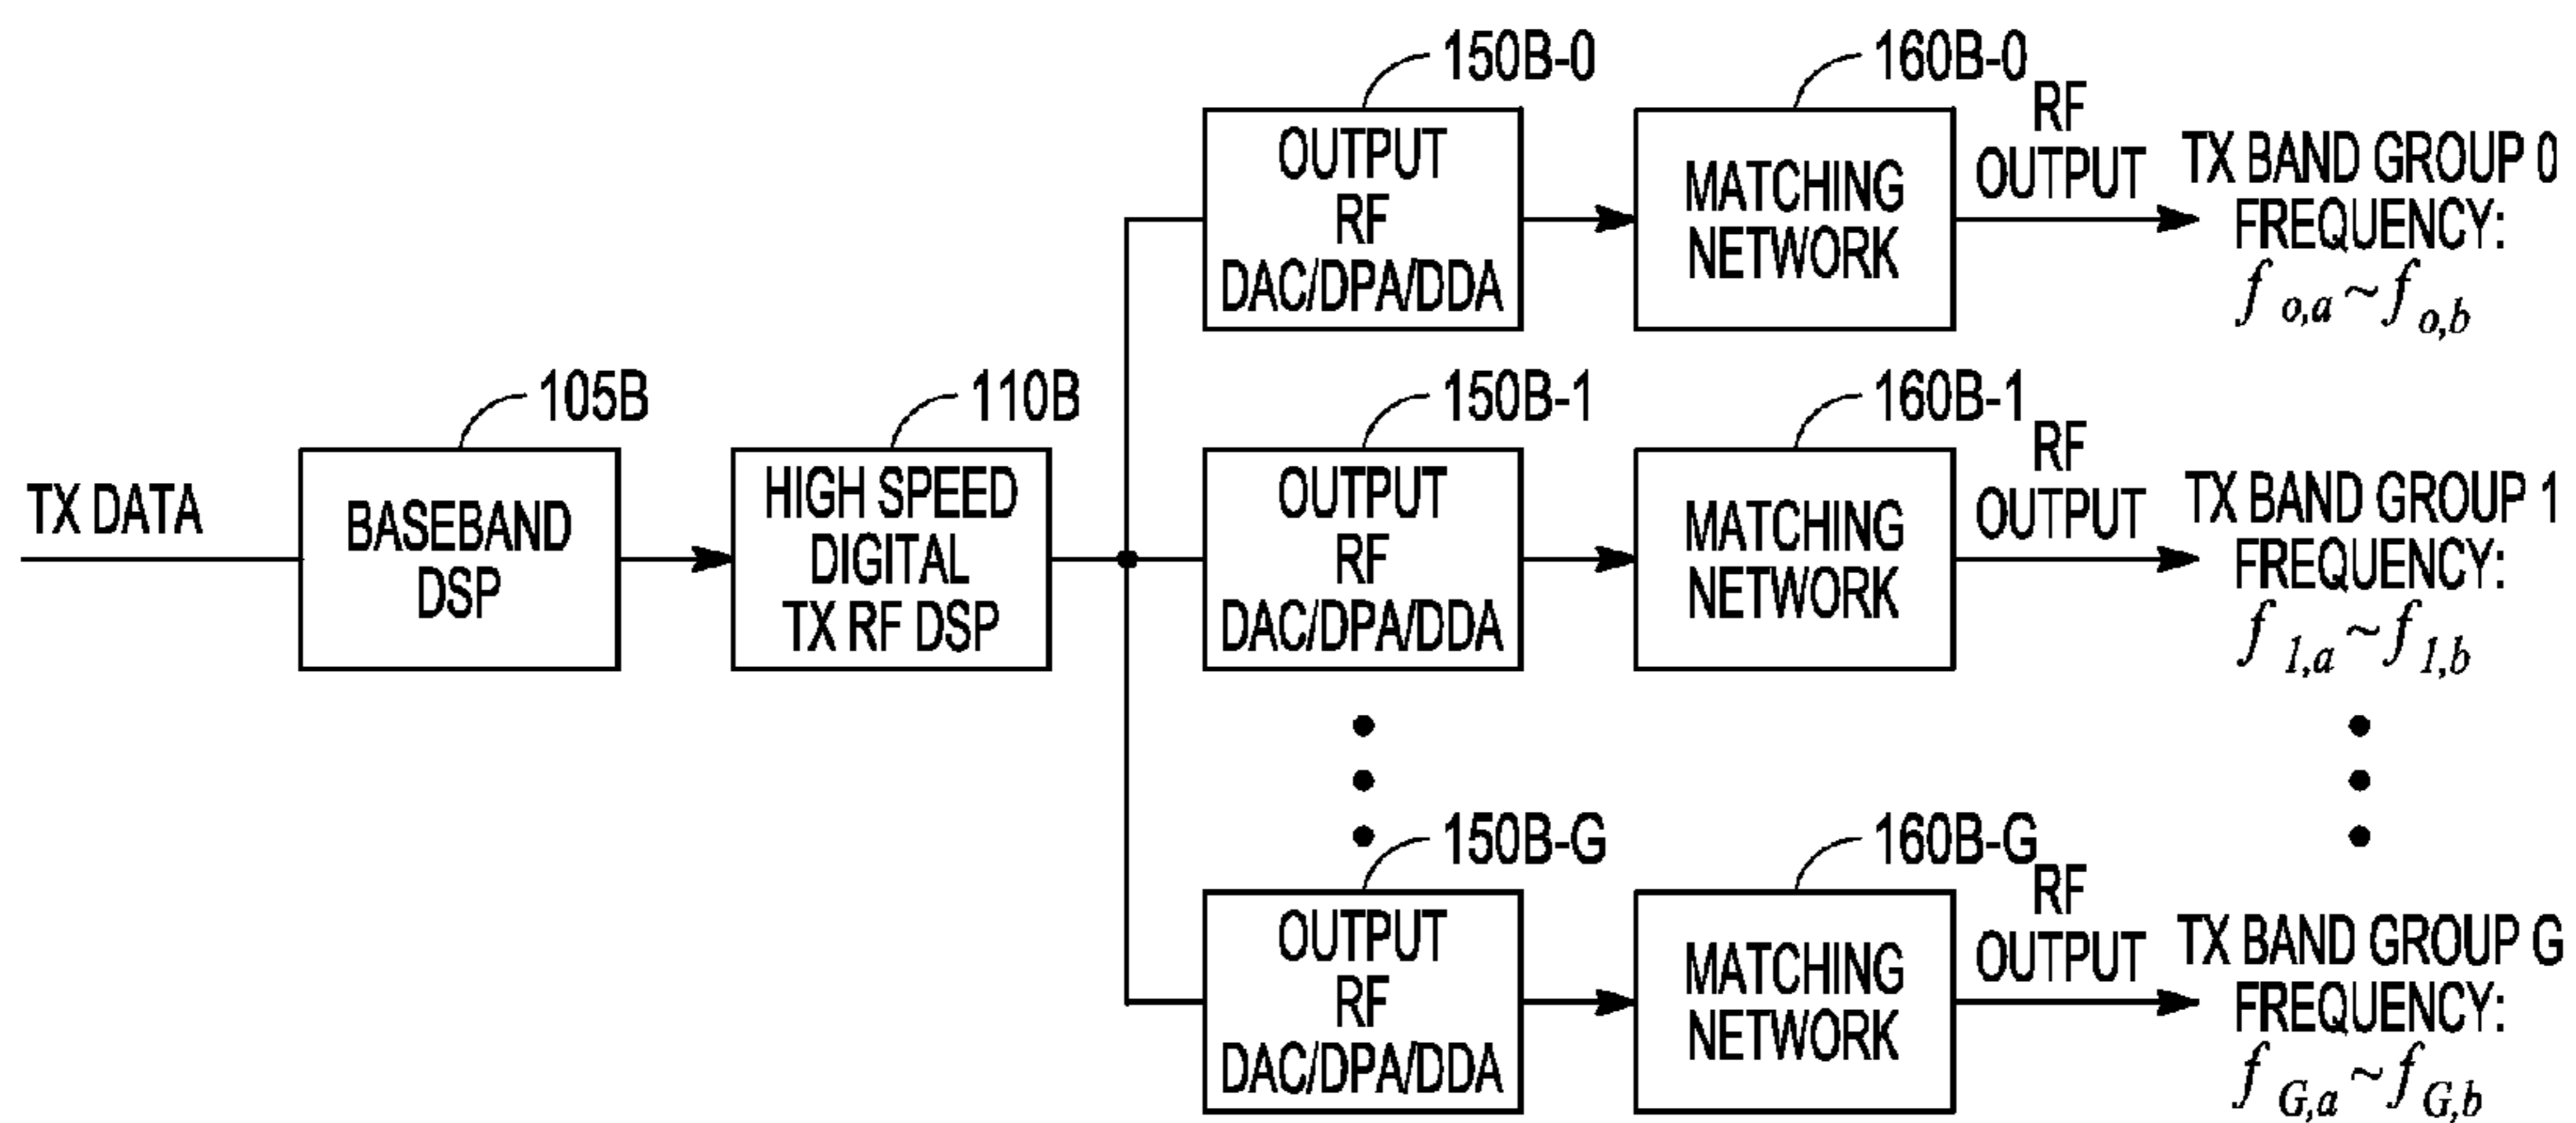 150B-0
160B-0
OUTPUT
RF
DAC/DPA/DDA
MATCHING
NETWORK
RF
OUTPUT
TX BAND GROUP 0
FREQUENCY:
f o,a ~ f o,b
TX DATA
105B
BASEBAND
DSP
110B
HIGH SPEED
DIGITAL
TX RF DSP
150B-1
160B-1
OUTPUT
RF
DAC/DPA/DDA
MATCHING
NETWORK
RF
OUTPUT
TX BAND GROUP 1
FREQUENCY:
f 1,a ~ f 1,b
150B-G
160B-G
OUTPUT
RF
DAC/DPA/DDA
MATCHING
NETWORK
RF
OUTPUT
TX BAND GROUP G
FREQUENCY:
f G,a ~ f G,b